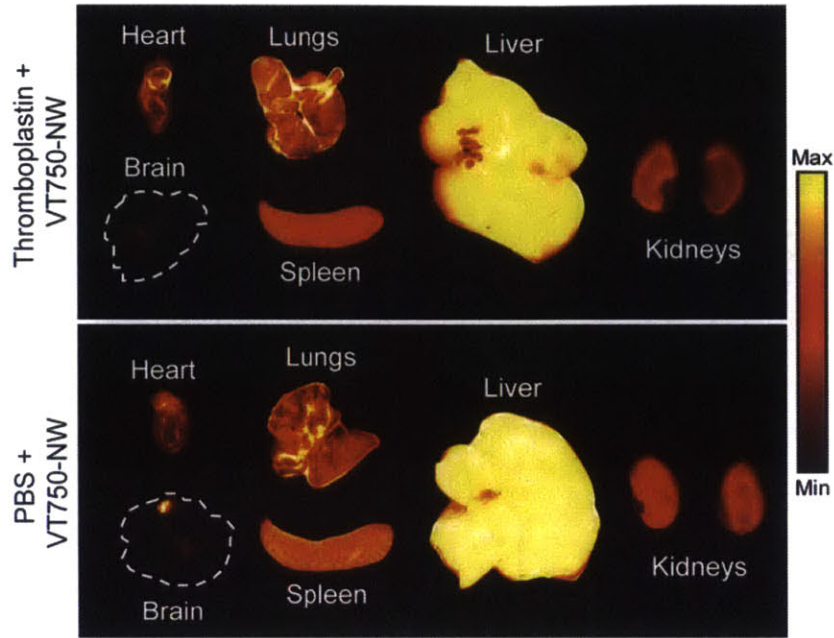 Thromboplastin +
VT750-NW
Heart
Lungs
Liver
Brain
Spleen
Kidneys
Max
Min
PBS +
VT750-NW
Heart
Lungs
Liver
Brain
Spleen
Kidneys